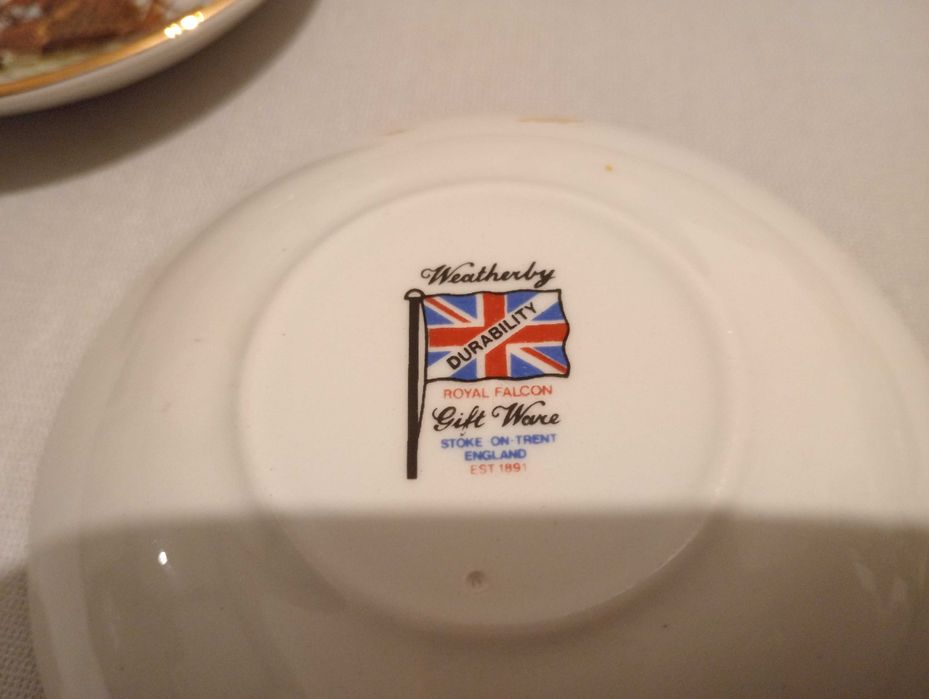 Weatherby
DURABILITY
ROYAL FALCON
Gift Ware
STOKE ON-TRENT
ENGLAND
EST 1891